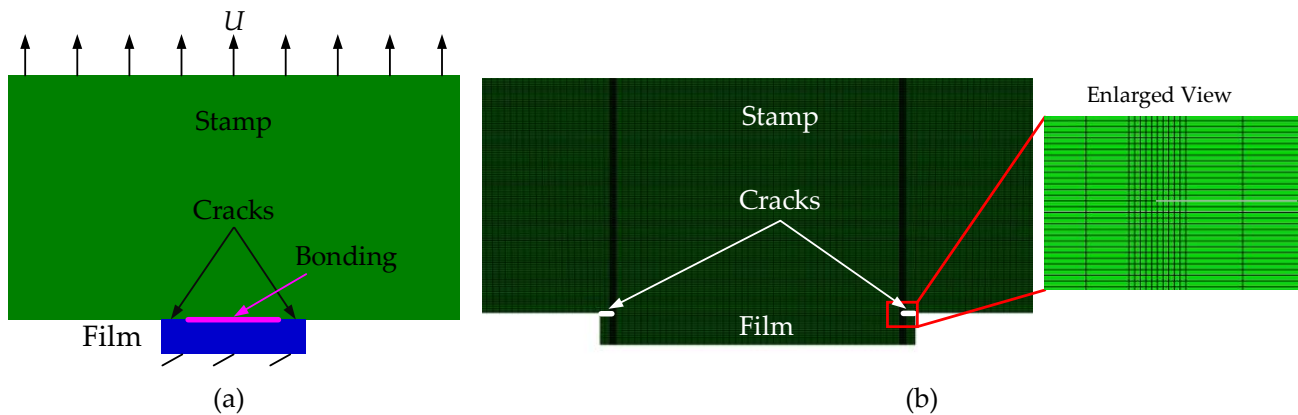 U
Stamp
Cracks
Bonding
Film
(a)
Stamp
Cracks
Film
Enlarged View
(b)